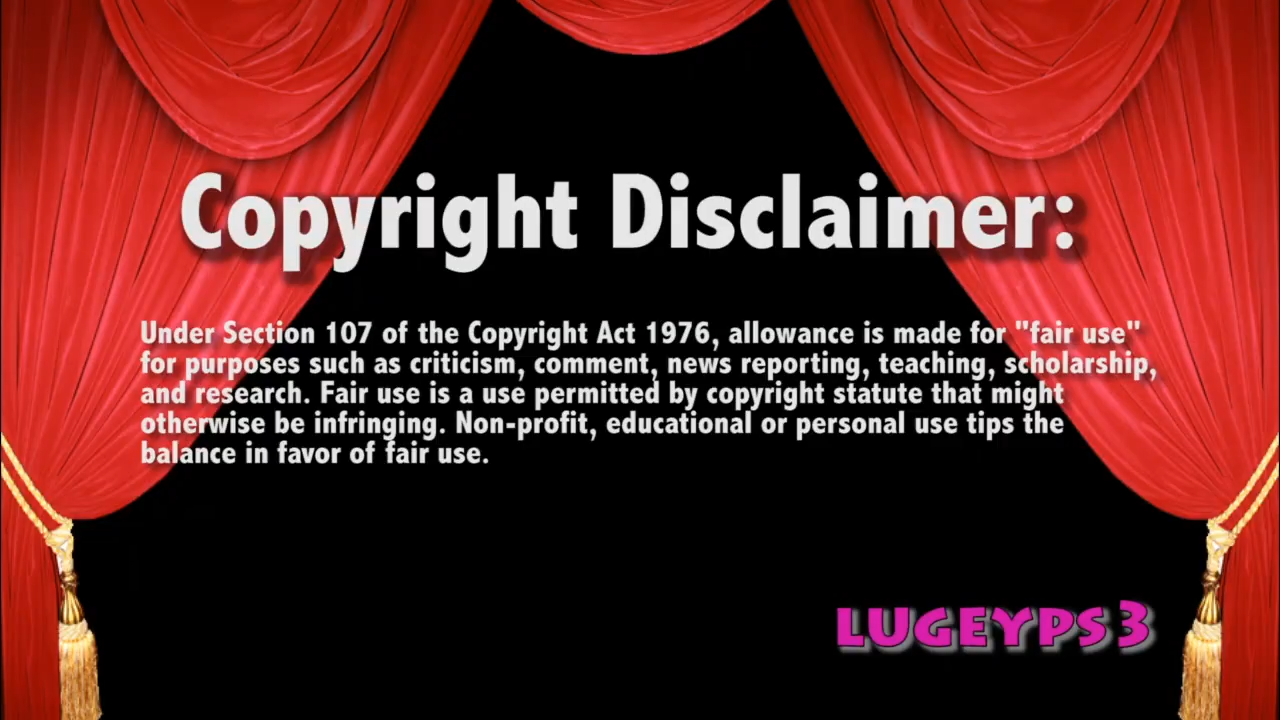 Copyright Disclaimer:
Under Section 107 of the Copyright Act 1976, allowance is made for "fair use"
for purposes such as criticism, comment, news reporting, teaching, scholarship,
and research. Fair use is a use permitted by copyright statute that might
otherwise be infringing. Non-profit, educational or personal use tips the
balance in favor of fair use.
LUGEYPS3